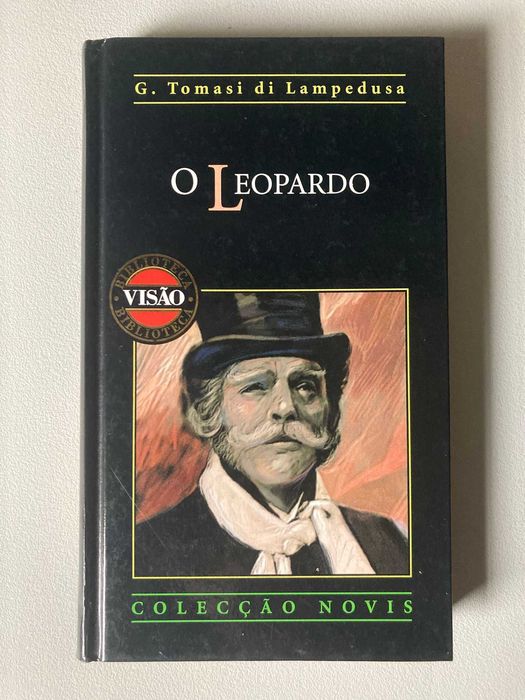 G. Tomasi di Lampedusa
O LEOPARDO
BIBLIOTECA
VISÃO
BIBLIOTECA
COLECÇÃO NOVIS